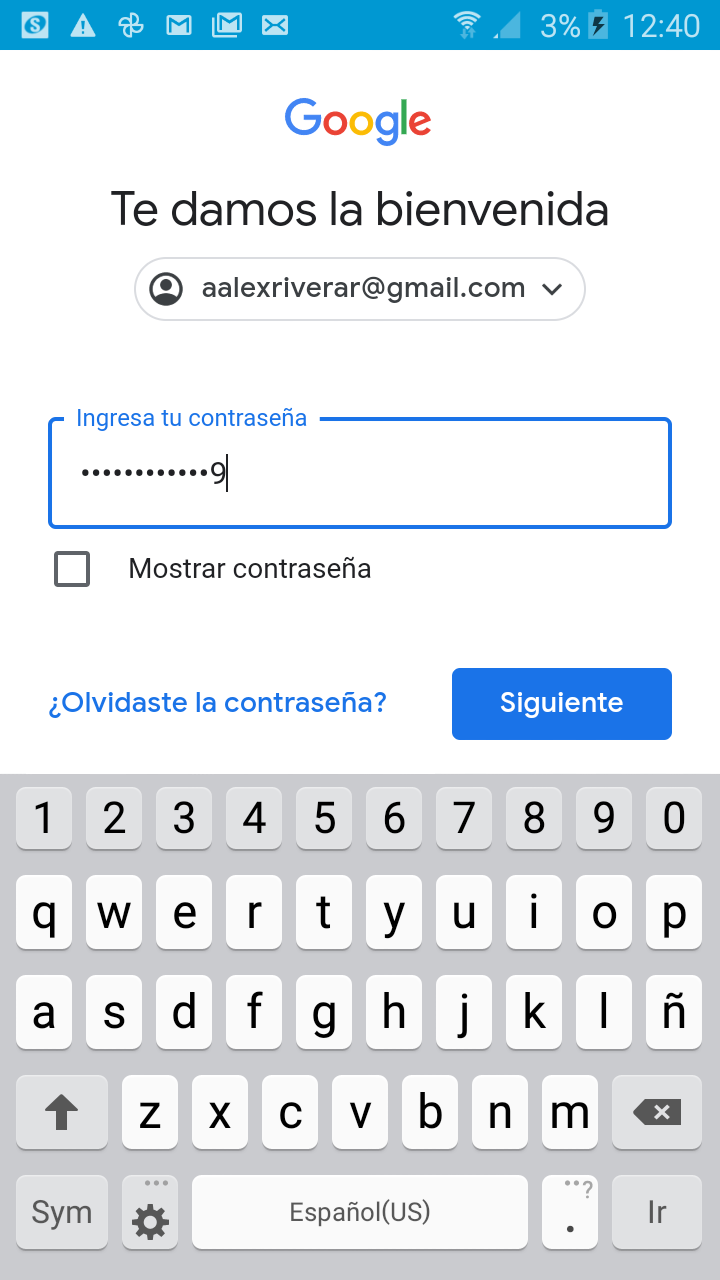 3% 12:40
Google
Te damos la bienvenida
aalexriverar@gmail.com
Ingresa tu contraseña
••••••••••••9
Mostrar contraseña
¿Olvidaste la contraseña? Siguiente
1 2 3 4 5 6 7 8 9 0
q w e r t y u i o p
a s d f g h j k l ñ
z x c v b n m
Sym Español(US) . ? Ir